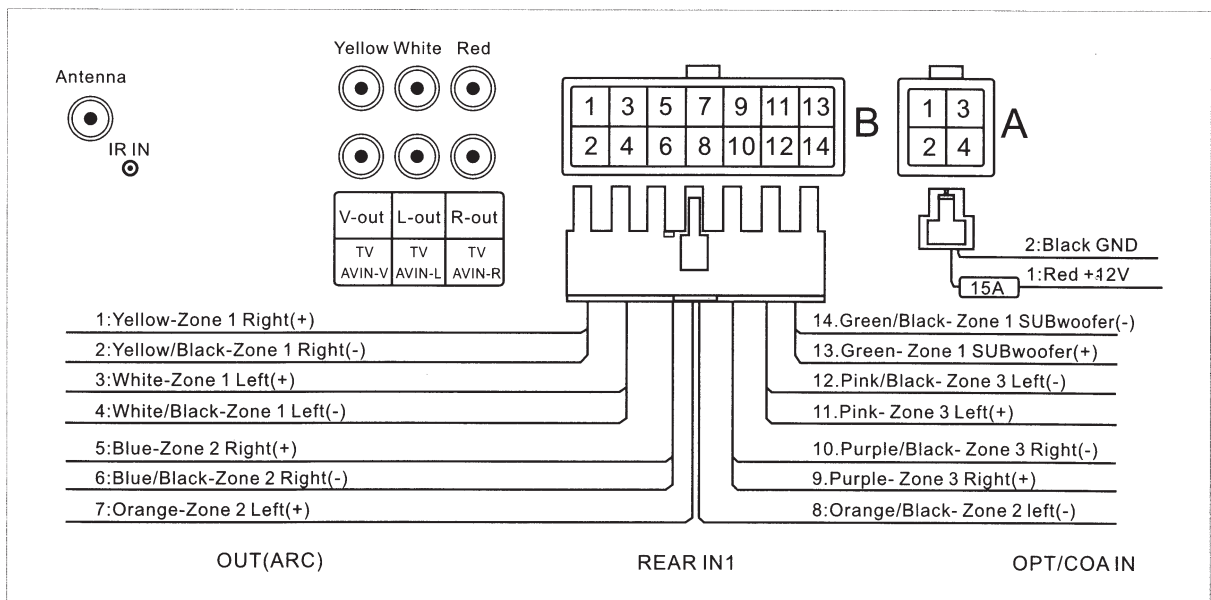 Yellow White Red
Antenna
IR IN
1 3 5 7 9 11 13
2 4 6 8 10 12 14
B
1 3
2 4
A
V-out L-out R-out
TV TV TV
AVIN-V AVIN-L AVIN-R
2:Black GND
1:Red +12V
15A
1:Yellow-Zone 1 Right(+)
2:Yellow/Black-Zone 1 Right(-)
3:White-Zone 1 Left(+)
4:White/Black-Zone 1 Left(-)
5:Blue-Zone 2 Right(+)
6:Blue/Black-Zone 2 Right(-)
7:Orange-Zone 2 Left(+)
14.Green/Black- Zone 1 SUBwoofer(-)
13.Green- Zone 1 SUBwoofer(+)
12.Pink/Black- Zone 3 Left(-)
11.Pink- Zone 3 Left(+)
10.Purple/Black- Zone 3 Right(-)
9.Purple- Zone 3 Right(+)
8:Orange/Black- Zone 2 left(-)
OUT(ARC) REAR IN1 OPT/COA IN